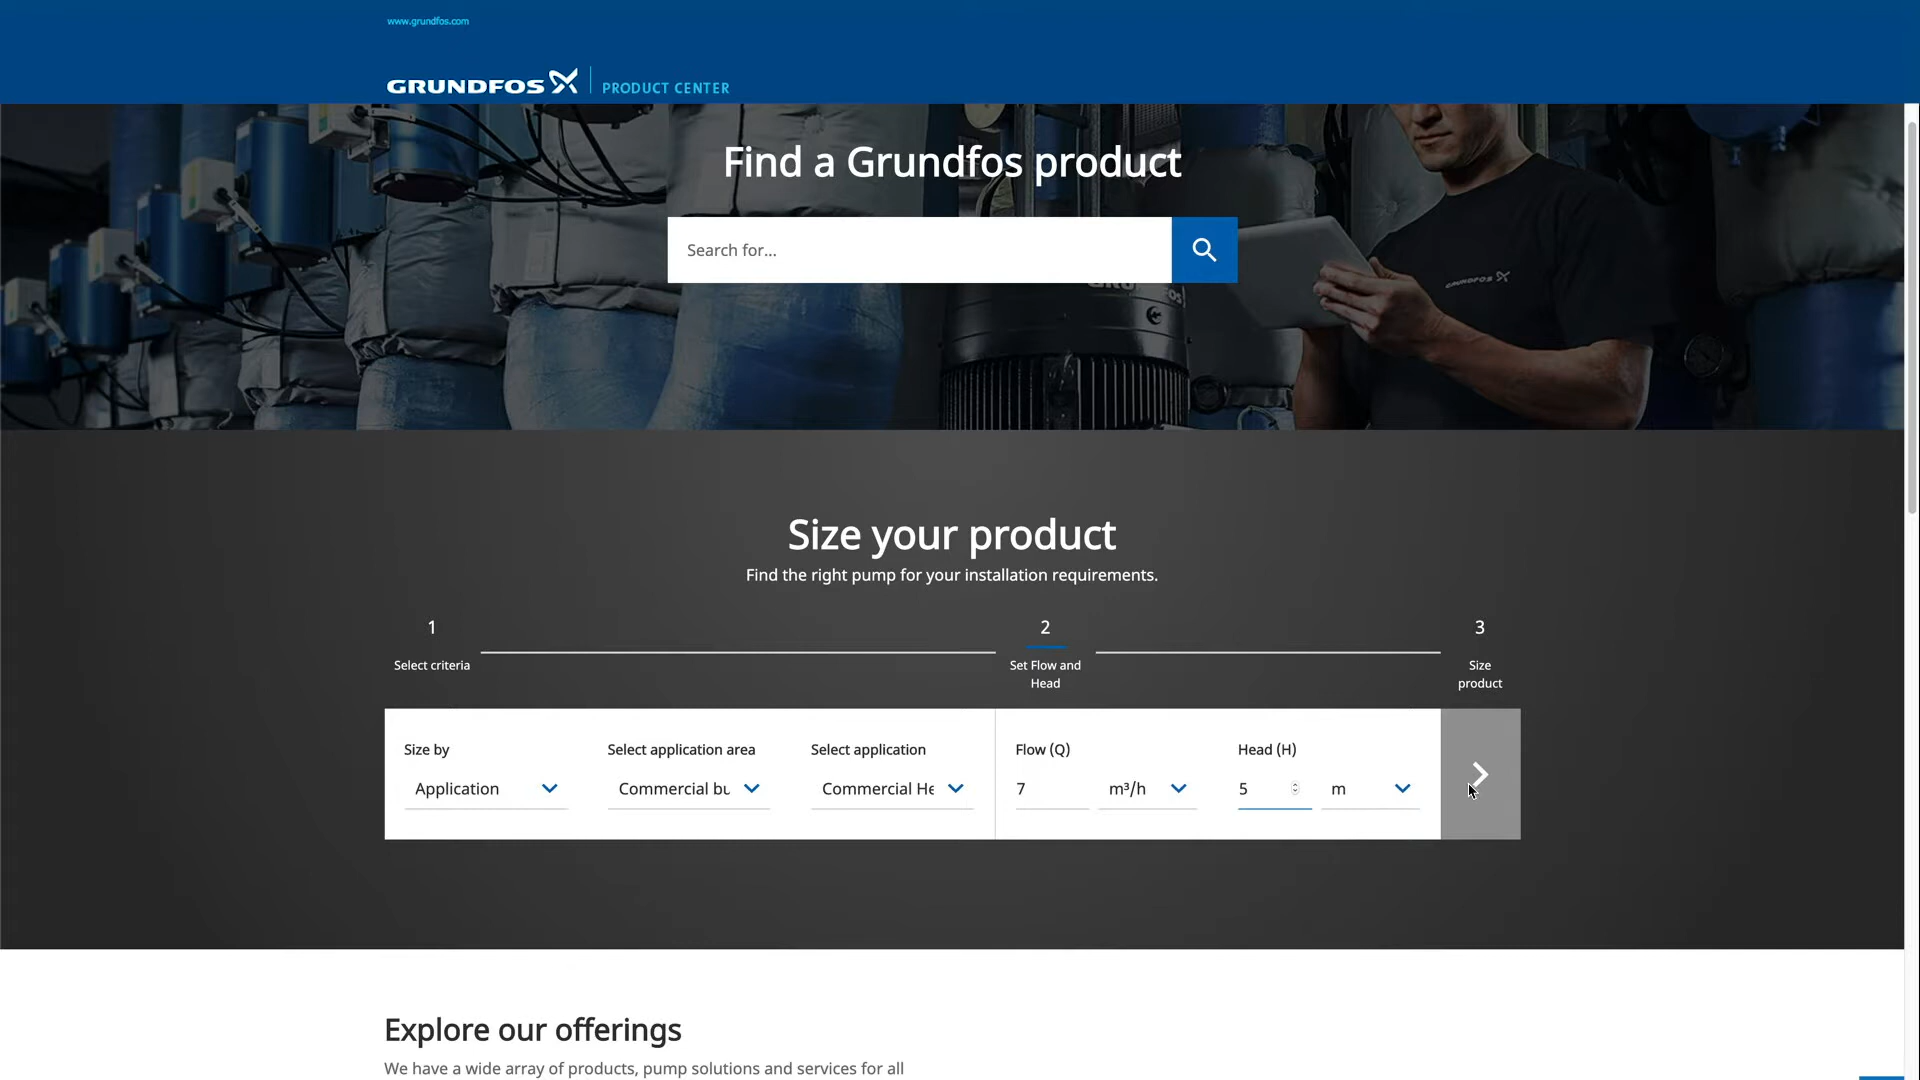 www.grundfos.com
GRUNDFOS PRODUCT CENTER
Find a Grundfos product
Search for...
GRUNDFOS
Size your product
Find the right pump for your installation requirements.
1
2
3
Select criteria
Set Flow and
Head
Size
product
Size by
Select application area
Select application
Flow (Q)
Head (H)
Application
Commercial bu
Commercial He
7
m³/h
5
m
Explore our offerings
We have a wide array of products, pump solutions and services for all